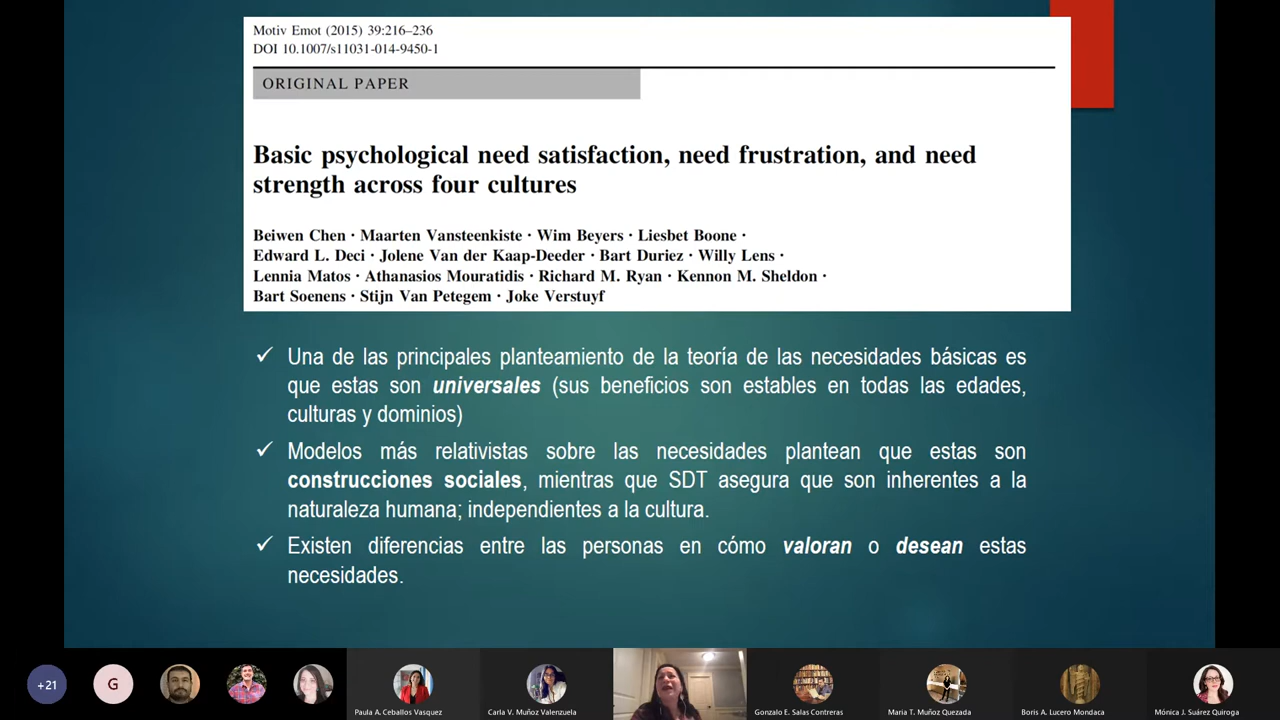 Motiv Emot (2015) 39:216–236
DOI 10.1007/s11031-014-9450-1
ORIGINAL PAPER
Basic psychological need satisfaction, need frustration, and need
strength across four cultures
Beiwen Chen · Maarten Vansteenkiste · Wim Beyers · Liesbet Boone ·
Edward L. Deci · Jolene Van der Kaap-Deeder · Bart Duriez · Willy Lens ·
Lennia Matos · Athanasios Mouratidis · Richard M. Ryan · Kennon M. Sheldon ·
Bart Soenens · Stijn Van Petegem · Joke Verstuyf
✓ Una de las principales planteamiento de la teoría de las necesidades básicas es
que estas son universales (sus beneficios son estables en todas las edades,
culturas y dominios)
✓ Modelos más relativistas sobre las necesidades plantean que estas son
construcciones sociales, mientras que SDT asegura que son inherentes a la
naturaleza humana; independientes a la cultura.
✓ Existen diferencias entre las personas en cómo valoran o desean estas
necesidades.
+21
G
Paula A. Ceballos Vasquez
Carla V. Muñoz Valenzuela
Gonzalo E. Salas Contreras
Maria T. Muñoz Quezada
Boris A. Lucero Mondaca
Mónica J. Suárez Quiroga